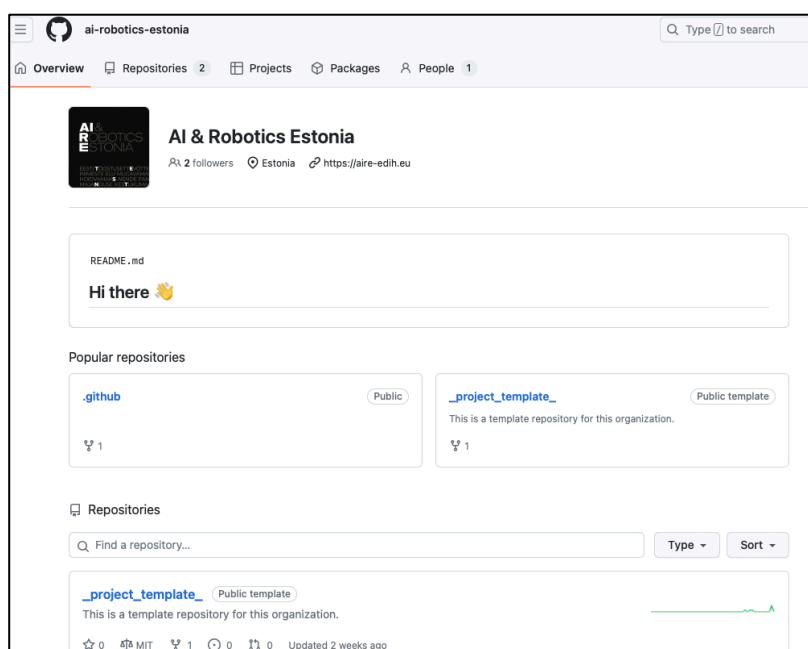 ai-robotics-estonia
Type / to search
Overview Repositories 2 Projects Packages People 1
AI &
ROBOTICS
ESTONIA
AI & Robotics Estonia
2 followers Estonia https://aire-edih.eu
README.md
Hi there 👋
Popular repositories
.github Public
1
_project_template_ Public template
This is a template repository for this organization.
1
Repositories
Find a repository...
Type Sort
_project_template_ Public template
This is a template repository for this organization.
0 MIT 1 0 0 Updated 2 weeks ago